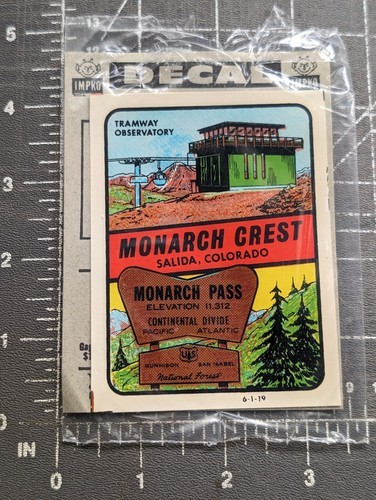 DECAL
IMPKO
IMPKO
TRAMWAY
OBSERVATORY
MONARCH CREST
SALIDA, COLORADO
MONARCH PASS
ELEVATION 11,312
CONTINENTAL DIVIDE
PACIFIC ATLANTIC
US
GUNNISON SAN ISABEL
National Forest
6-1-19
13
12
5
4
3
2
1
0
IN
0
1
2
3